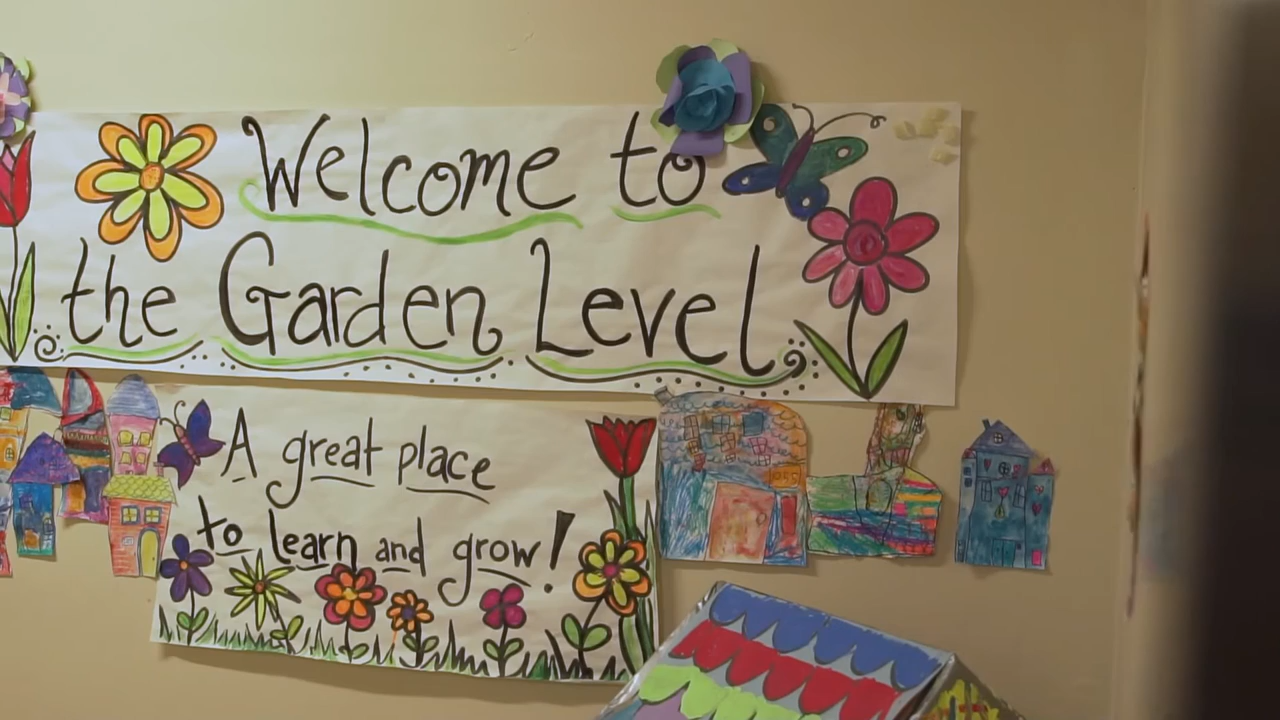 Welcome to
the Garden Level
A great place
to learn and grow!